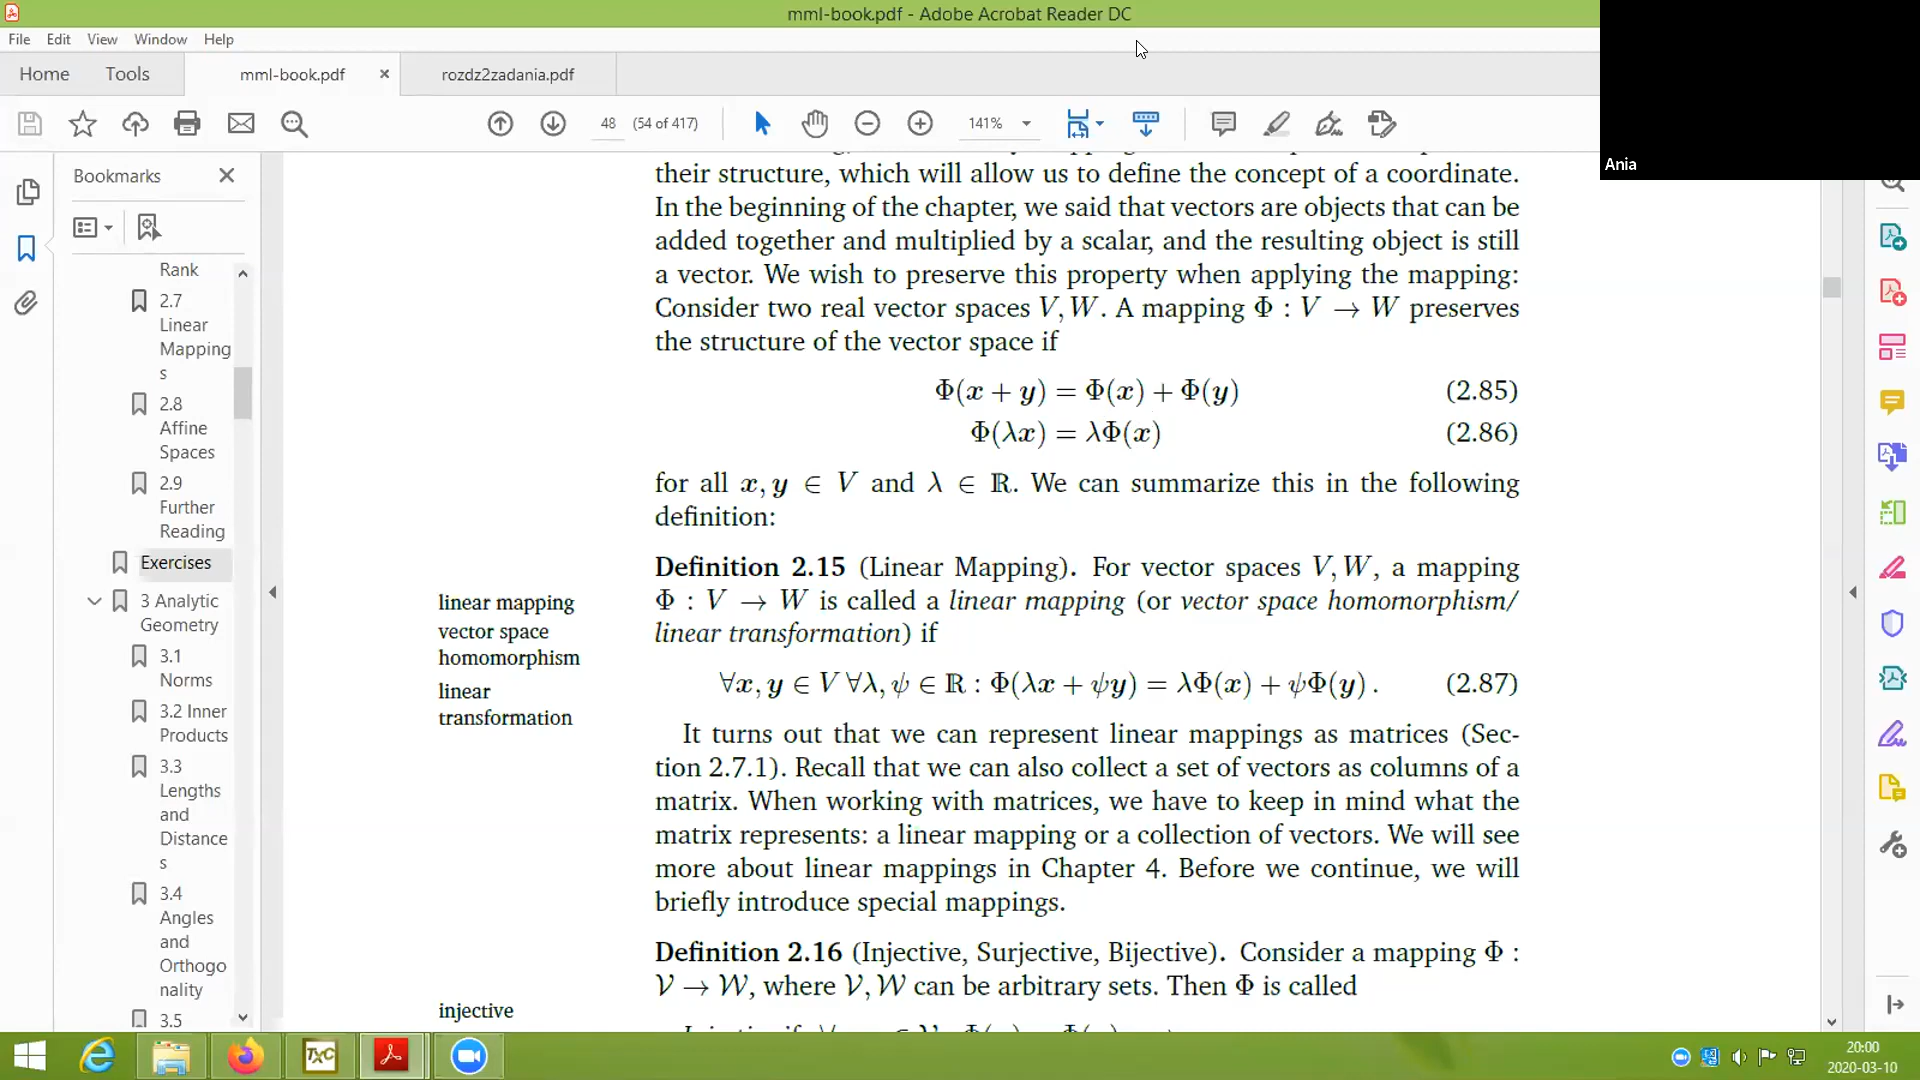 mml-book.pdf - Adobe Acrobat Reader DC
File Edit View Window Help
Home Tools mml-book.pdf × rozdz2zadania.pdf
48 (54 of 417) 141%
Ania
Bookmarks
Rank
2.7
Linear
Mapping
s
2.8
Affine
Spaces
2.9
Further
Reading
Exercises
3 Analytic
Geometry
3.1
Norms
3.2 Inner
Products
3.3
Lengths
and
Distance
s
3.4
Angles
and
Orthogo
nality
3.5
their structure, which will allow us to define the concept of a coordinate.
In the beginning of the chapter, we said that vectors are objects that can be
added together and multiplied by a scalar, and the resulting object is still
a vector. We wish to preserve this property when applying the mapping:
Consider two real vector spaces V, W. A mapping Φ : V → W preserves
the structure of the vector space if
Φ(x + y) = Φ(x) + Φ(y) (2.85)
Φ(λx) = λΦ(x) (2.86)
for all x, y ∈ V and λ ∈ ℝ. We can summarize this in the following
definition:
Definition 2.15 (Linear Mapping). For vector spaces V, W, a mapping
Φ : V → W is called a linear mapping (or vector space homomorphism/
linear transformation) if
linear mapping
vector space
homomorphism
linear
transformation
∀x, y ∈ V ∀λ, ψ ∈ ℝ : Φ(λx + ψy) = λΦ(x) + ψΦ(y) . (2.87)
It turns out that we can represent linear mappings as matrices (Sec-
tion 2.7.1). Recall that we can also collect a set of vectors as columns of a
matrix. When working with matrices, we have to keep in mind what the
matrix represents: a linear mapping or a collection of vectors. We will see
more about linear mappings in Chapter 4. Before we continue, we will
briefly introduce special mappings.
Definition 2.16 (Injective, Surjective, Bijective). Consider a mapping Φ :
𝒱 → 𝒲, where 𝒱, 𝒲 can be arbitrary sets. Then Φ is called
injective
TXC
20:00
2020-03-10